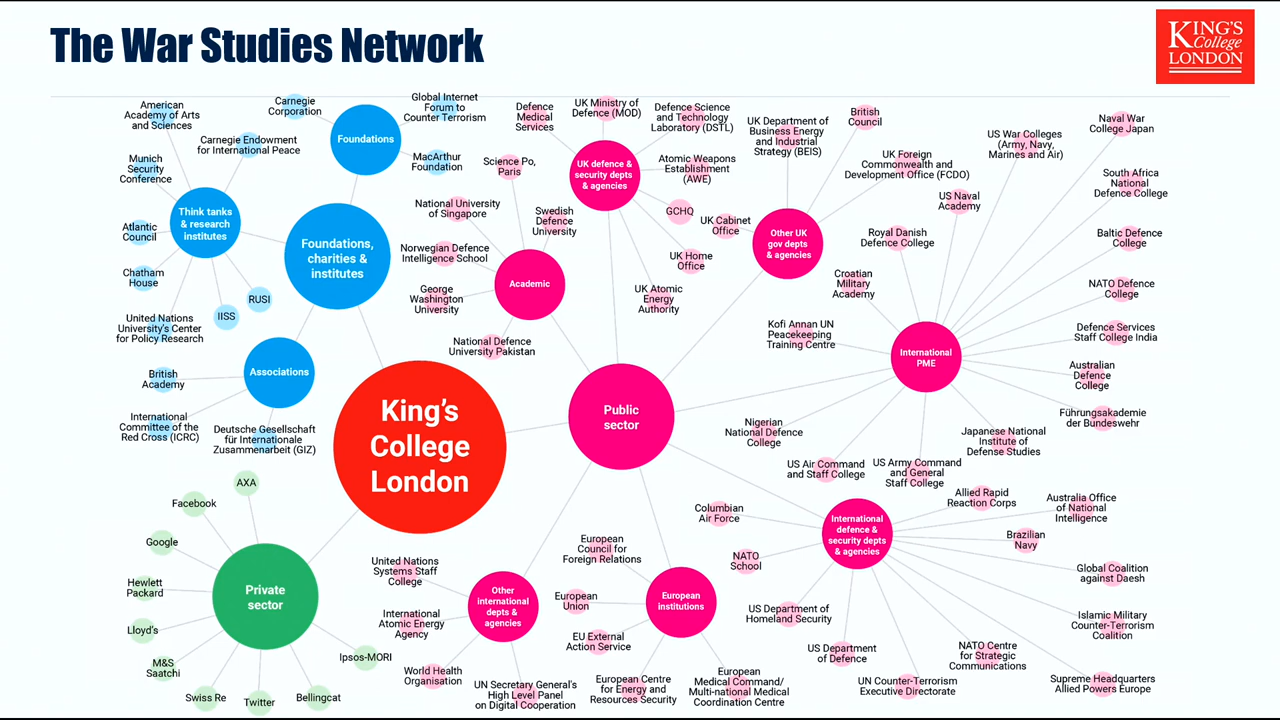 The War Studies Network
KING'S
College
LONDON
American
Academy of Arts
and Sciences
Carnegie
Corporation
Global Internet
Forum to
Counter Terrorism
Foundations
Carnegie Endowment
for International Peace
MacArthur
Foundation
Munich
Security
Conference
Think tanks
& research
institutes
Atlantic
Council
Chatham
House
RUSI
IISS
United Nations
University's Center
for Policy Research
Foundations,
charities &
institutes
Associations
British
Academy
International
Committee of the
Red Cross (ICRC)
Deutsche Gesellschaft
für Internationale
Zusammenarbeit (GIZ)
King's
College
London
AXA
Facebook
Google
Hewlett
Packard
Lloyd's
M&S
Saatchi
Swiss Re
Twitter
Bellingcat
Ipsos-MORI
Private
sector
Science Po,
Paris
National University
of Singapore
Swedish
Defence
University
Norwegian Defence
Intelligence School
George
Washington
University
National Defence
University Pakistan
Academic
Defence
Medical
Services
UK Ministry of
Defence (MOD)
Defence Science
and Technology
Laboratory (DSTL)
Atomic Weapons
Establishment
(AWE)
GCHQ
UK Home
Office
UK Atomic
Energy
Authority
UK defence &
security depts
& agencies
UK Department of
Business Energy
and Industrial
Strategy (BEIS)
British
Council
UK Foreign
Commonwealth and
Development Office (FCDO)
UK Cabinet
Office
Other UK
gov depts
& agencies
Public
sector
US War Colleges
(Army, Navy,
Marines and Air)
Naval War
College Japan
US Naval
Academy
South Africa
National
Defence College
Royal Danish
Defence College
Baltic Defence
College
Croatian
Military
Academy
NATO Defence
College
Kofi Annan UN
Peacekeeping
Training Centre
Defence Services
Staff College India
International
PME
Australian
Defence
College
Führungsakademie
der Bundeswehr
Nigerian
National Defence
College
Japanese National
Institute of
Defense Studies
US Air Command
and Staff College
US Army Command
and General
Staff College
Columbian
Air Force
Allied Rapid
Reaction Corps
Australia Office
of National
Intelligence
International
defence &
security depts
& agencies
Brazilian
Navy
NATO
School
Global Coalition
against Daesh
US Department of
Homeland Security
Islamic Military
Counter-Terrorism
Coalition
US Department
of Defence
NATO Centre
for Strategic
Communications
UN Counter-Terrorism
Executive Directorate
Supreme Headquarters
Allied Powers Europe
European
Council for
Foreign Relations
European
Union
European
institutions
EU External
Action Service
European Centre
for Energy and
Resources Security
European
Medical Command/
Multi-national Medical
Coordination Centre
United Nations
Systems Staff
College
Other
international
depts &
agencies
International
Atomic Energy
Agency
World Health
Organisation
UN Secretary General's
High Level Panel
on Digital Cooperation